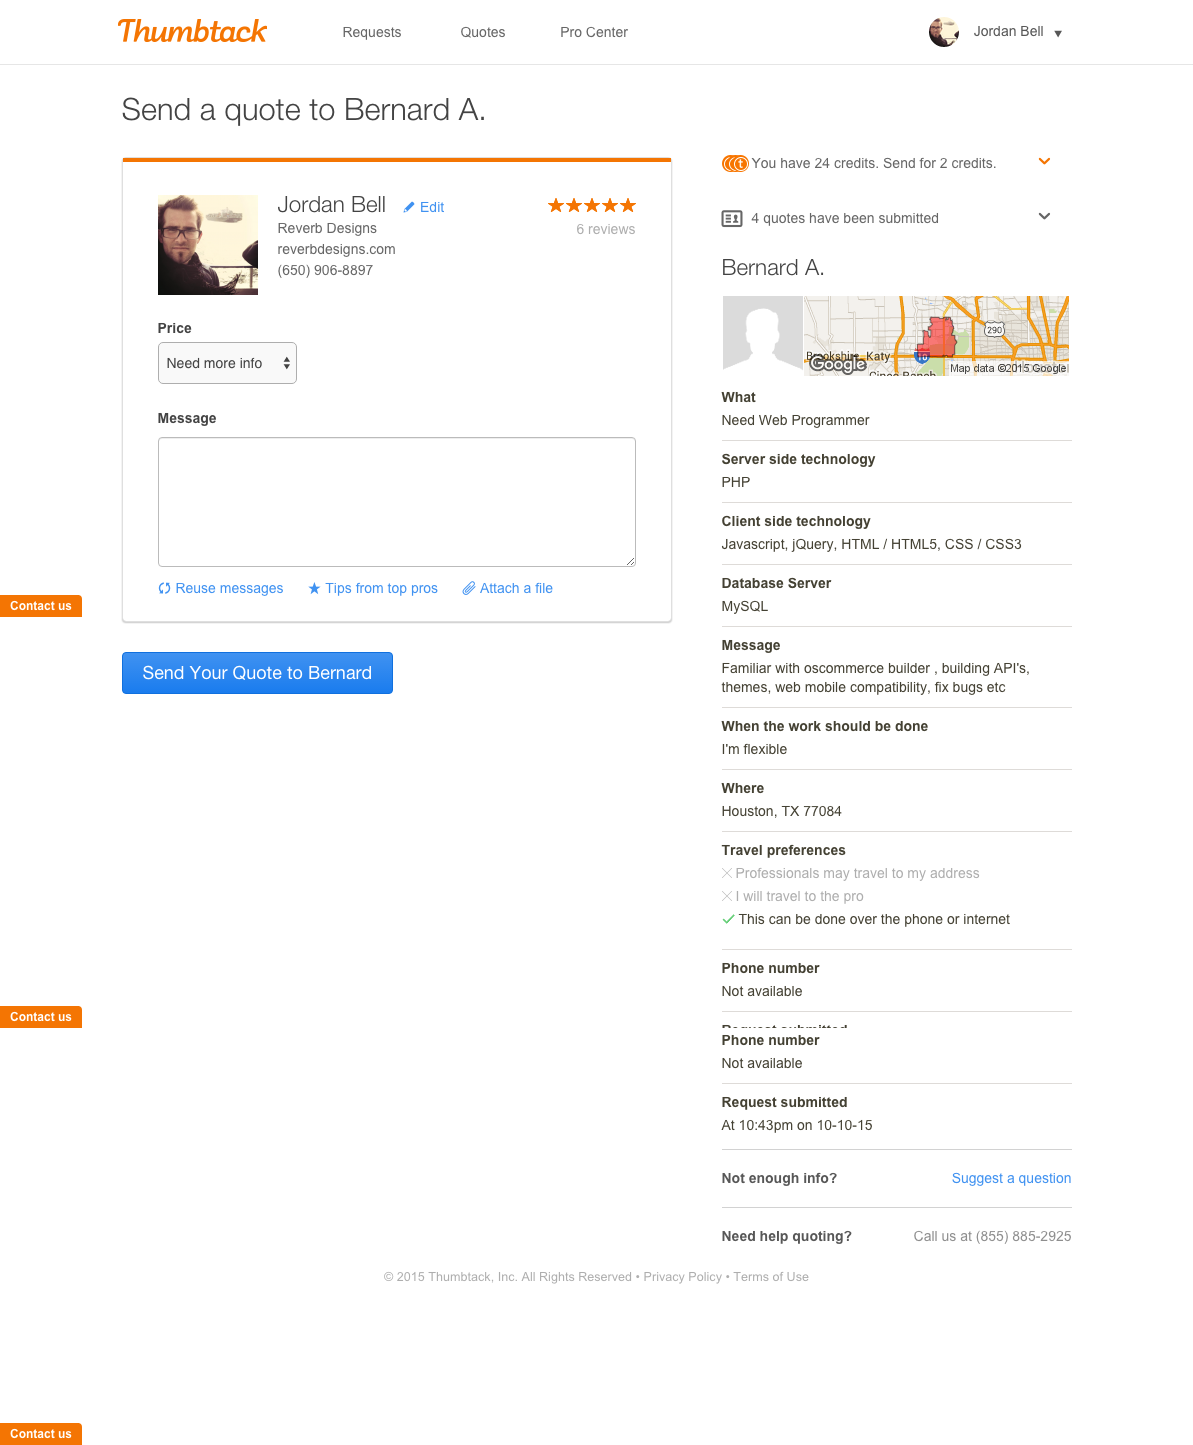 Thumbtack
Requests
Quotes
Pro Center
Jordan Bell
Send a quote to Bernard A.
Jordan Bell
Edit
Reverb Designs
reverbdesigns.com
(650) 906-8897
6 reviews
Price
Need more info
Message
Reuse messages
Tips from top pros
Attach a file
Send Your Quote to Bernard
Contact us
Contact us
Contact us
You have 24 credits. Send for 2 credits.
4 quotes have been submitted
Bernard A.
290
Brookshire
Katy
10
Google
Cinco Ranch
Map data ©2015 Google
What
Need Web Programmer
Server side technology
PHP
Client side technology
Javascript, jQuery, HTML / HTML5, CSS / CSS3
Database Server
MySQL
Message
Familiar with oscommerce builder , building API's,
themes, web mobile compatibility, fix bugs etc
When the work should be done
I'm flexible
Where
Houston, TX 77084
Travel preferences
Professionals may travel to my address
I will travel to the pro
This can be done over the phone or internet
Phone number
Not available
Request submitted
Phone number
Not available
Request submitted
At 10:43pm on 10-10-15
Not enough info?
Suggest a question
Need help quoting?
Call us at (855) 885-2925
© 2015 Thumbtack, Inc. All Rights Reserved • Privacy Policy • Terms of Use